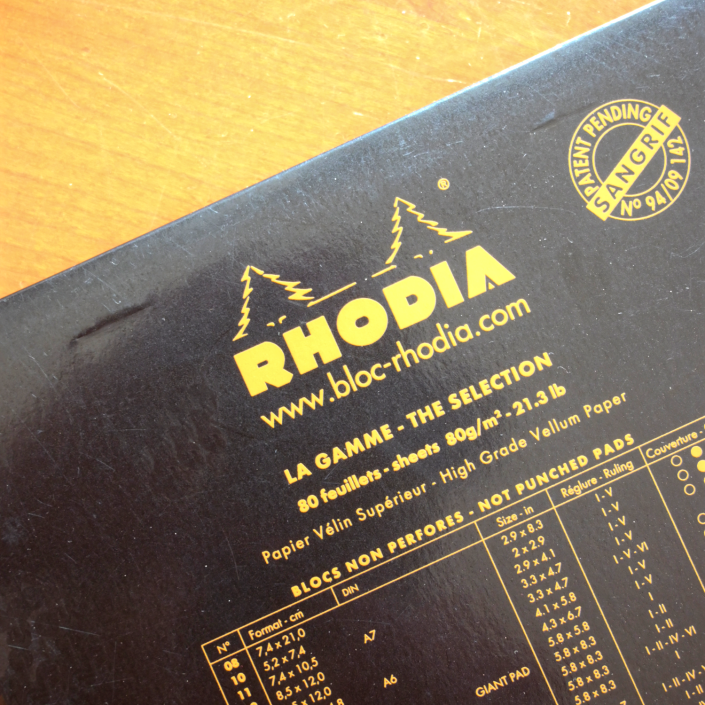 PATENT PENDING
SANGRIF
No 94/09 142
®
RHODIA
www.bloc-rhodia.com
LA GAMME - THE SELECTION
80 feuillets - sheets 80g/m² - 21.3 lb
Papier Vélin Supérieur - High Grade Vellum Paper
BLOCS NON PERFORES - NOT PUNCHED PADS
N° Format - cm DIN Size - in Réglure - Ruling Couverture -
08 7,4 x 21,0 2.9 x 8.3 I - V
10 5,2 x 7,4 A7 2 x 2.9 I - V
11 7,4 x 10,5 2.9 x 4.1 I - V
8,5 x 12,0 3.3 x 4.7 I - V - VI
x 12,0 A6 3.3 x 4.7 I - V
4.1 x 5.8 I - V
4.3 x 6.7 I
5.8 x 5.8 I - II
GIANT PAD 5.8 x 8.3 I - II
5.8 x 8.3 I - II - IV - VI
5.8 x 8.3 I
5.8 x 8.3 I - II - IV - V